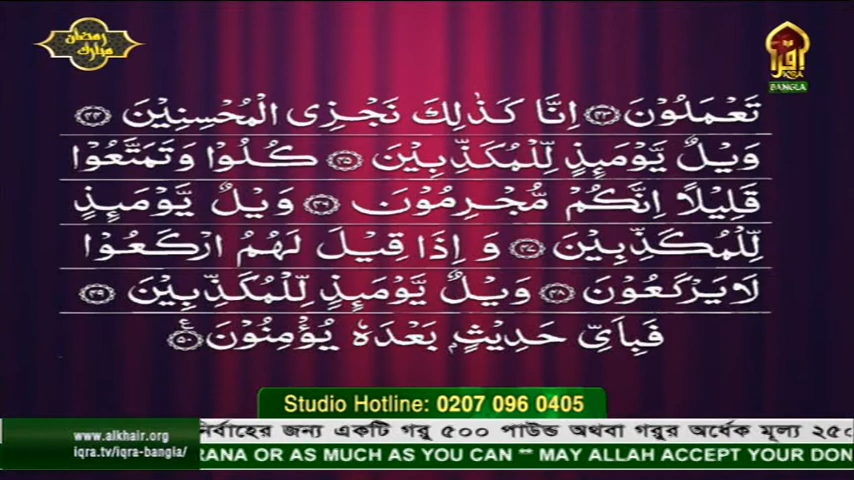 رمضان
مبارك
اقرأ
IQRA
BANGLA
تَعْمَلُوْنَ ﴿۴۳﴾ اِنَّا كَذٰلِكَ نَجْزِى الْمُحْسِنِيْنَ ﴿۴۴﴾
وَيْلٌ يَّوْمَئِذٍ لِّلْمُكَذِّبِيْنَ ﴿۴۵﴾ كُلُوْا وَتَمَتَّعُوْا
قَلِيْلًا اِنَّكُمْ مُّجْرِمُوْنَ ﴿۴۶﴾ وَيْلٌ يَّوْمَئِذٍ
لِّلْمُكَذِّبِيْنَ ﴿۴۷﴾ وَ اِذَا قِيْلَ لَهُمُ ارْكَعُوْا
لَا يَرْكَعُوْنَ ﴿۴۸﴾ وَيْلٌ يَّوْمَئِذٍ لِّلْمُكَذِّبِيْنَ ﴿۴۹﴾
فَبِاَىِّ حَدِيْثٍۭ بَعْدَهٗ يُؤْمِنُوْنَ ﴿۵۰﴾
Studio Hotline: 0207 096 0405
www.alkhair.org
নির্বাহের জন্য একটি গরু ৫০০ পাউন্ড অথবা গরুর অর্ধেক মূল্য ২৫০
iqra.tv/iqra-bangla/
RANA OR AS MUCH AS YOU CAN ** MAY ALLAH ACCEPT YOUR DON